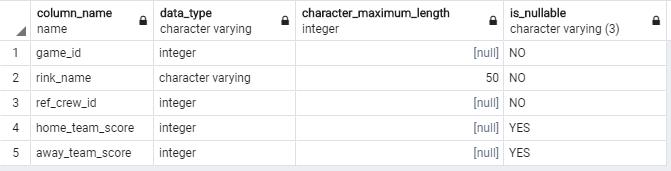 column_name data_type character_maximum_length is_nullable
name character varying integer character varying (3)
1 game_id integer [null] NO
2 rink_name character varying 50 NO
3 ref_crew_id integer [null] NO
4 home_team_score integer [null] YES
5 away_team_score integer [null] YES